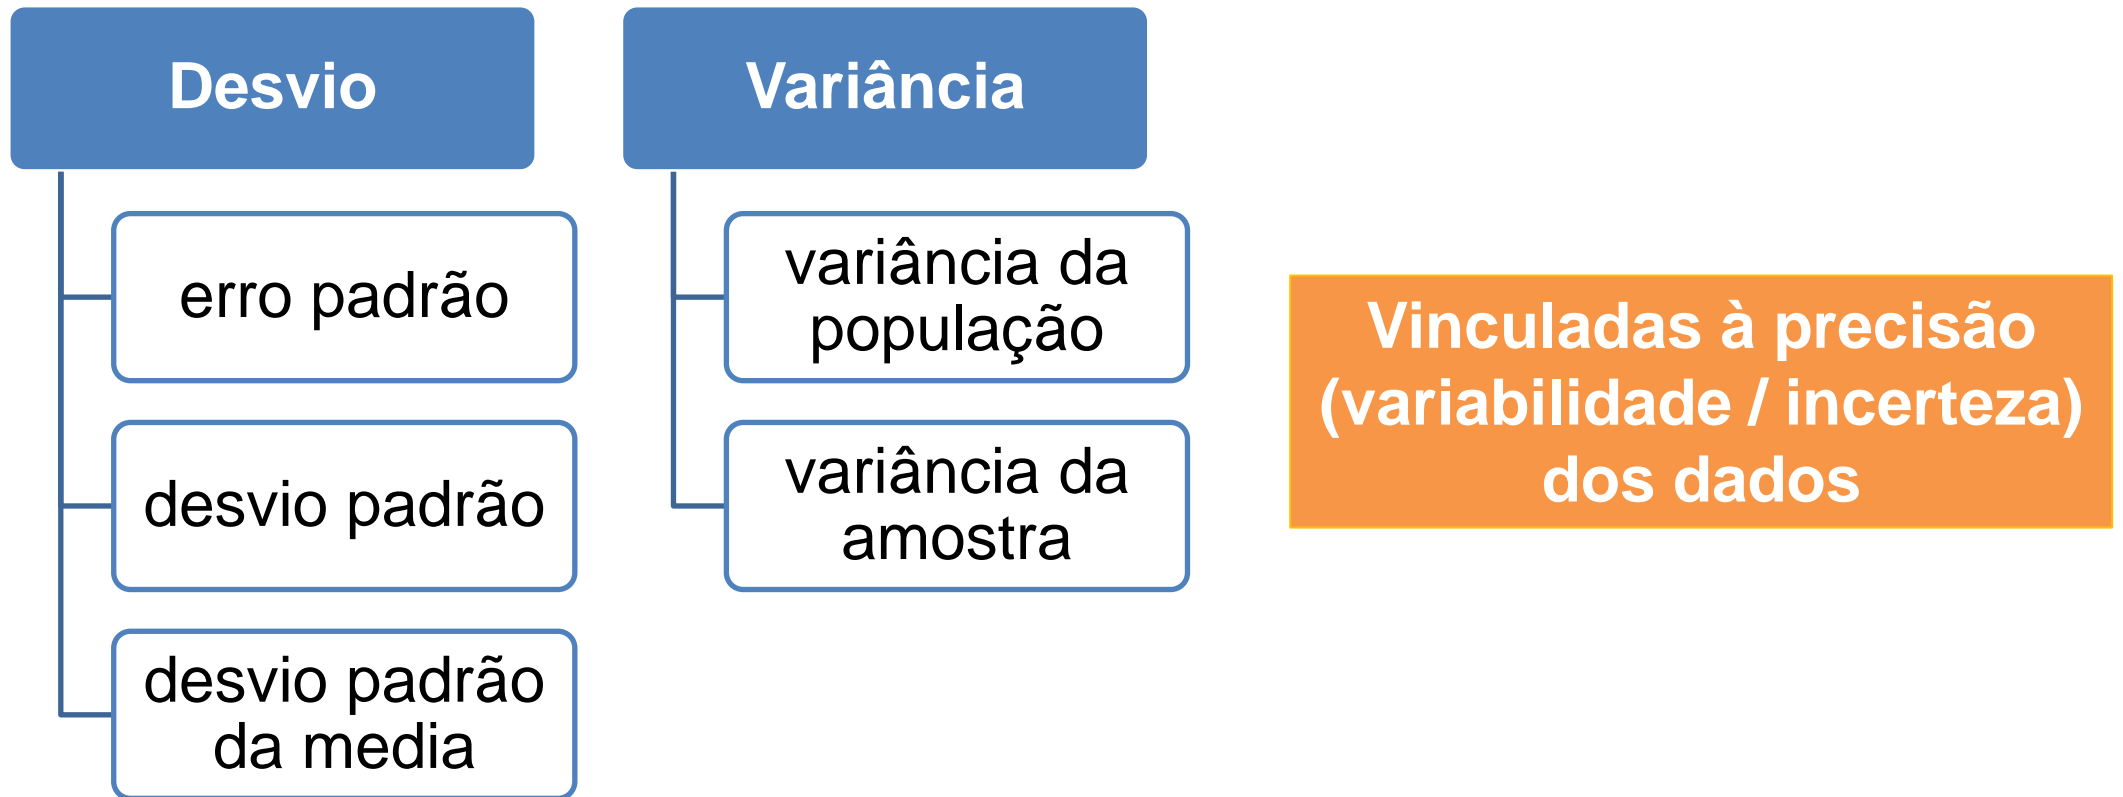 Desvio
erro padrão
desvio padrão
desvio padrão
da media
Variância
variância da
população
variância da
amostra
Vinculadas à precisão
(variabilidade / incerteza)
dos dados